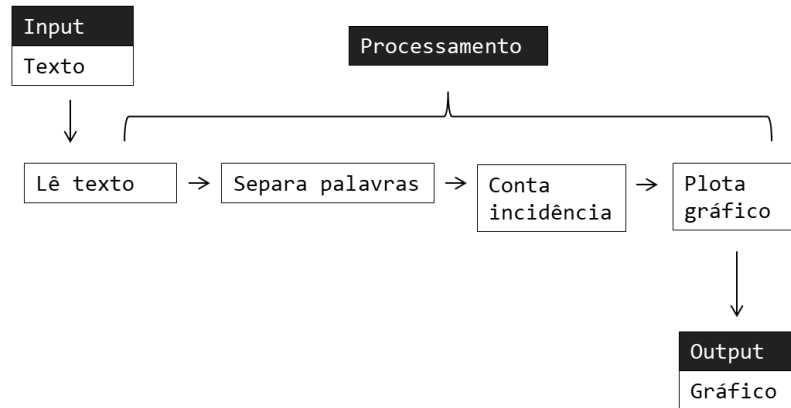 Input
Texto
Processamento
Lê texto
Separa palavras
Conta
incidência
Plota
gráfico
Output
Gráfico